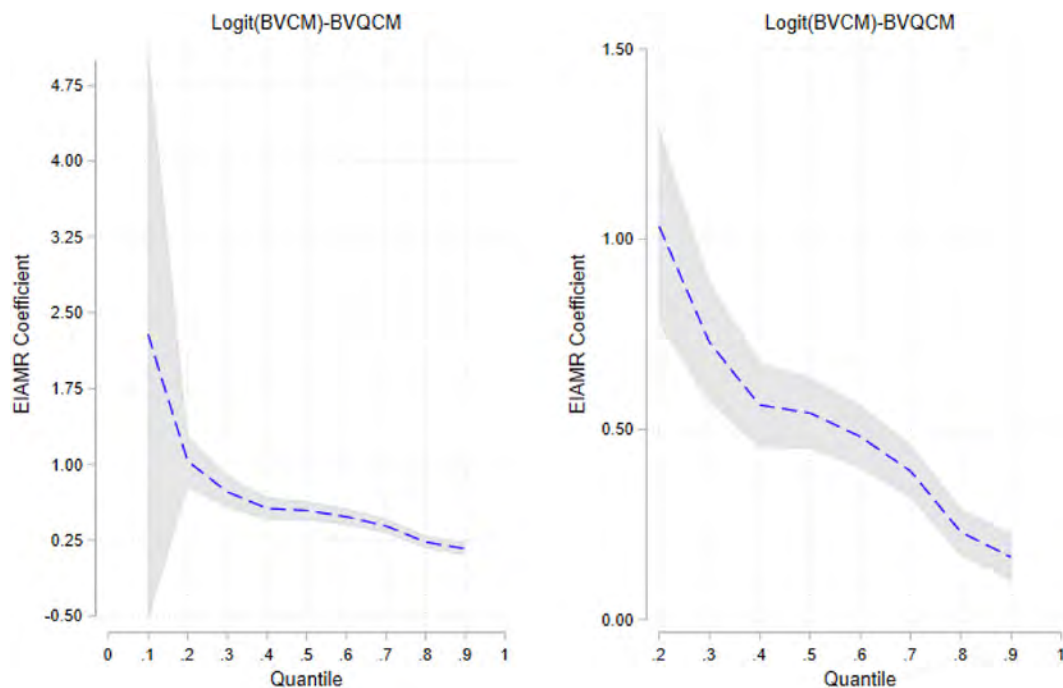 Logit(BVCM)-BVQCM
4.75
4.00
3.25
2.50
1.75
1.00
0.25
-0.50
EIAMR Coefficient
0 .1 .2 .3 .4 .5 .6 .7 .8 .9 1
Quantile
Logit(BVCM)-BVQCM
1.50
1.00
0.50
0.00
EIAMR Coefficient
.2 .3 .4 .5 .6 .7 .8 .9 1
Quantile